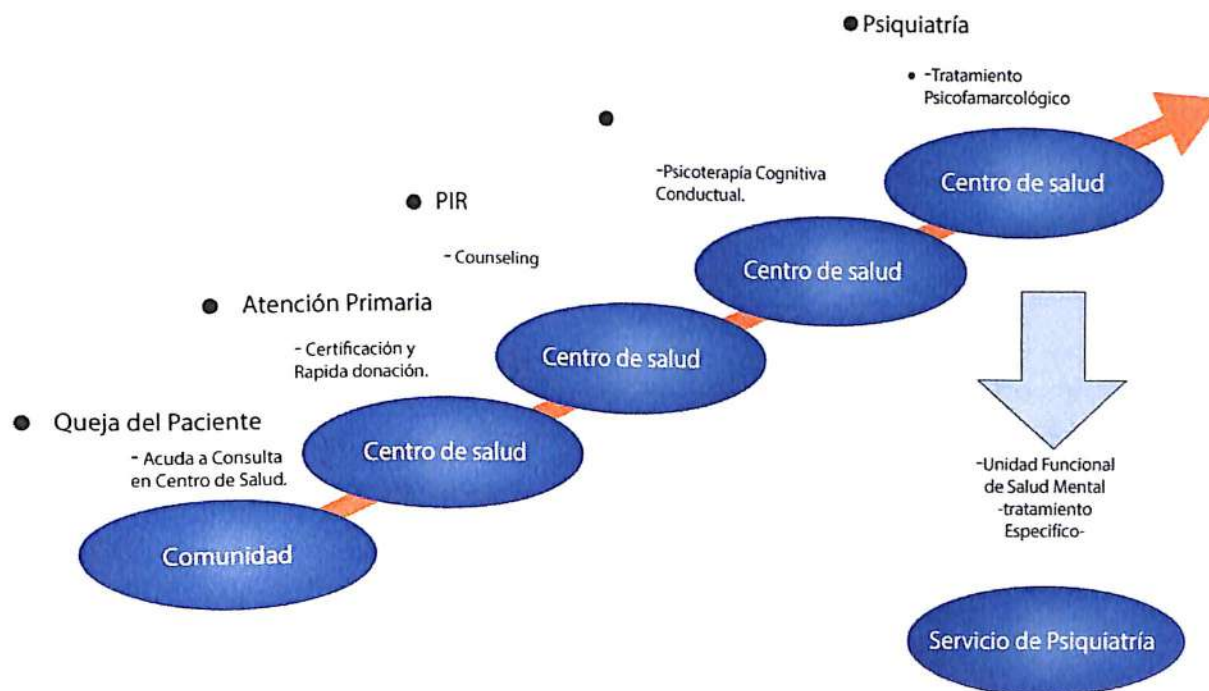 ● Psiquiatría
• -Tratamiento
Psicofamarcológico
Centro de salud
●
-Psicoterapía Cognitiva
Conductual.
Centro de salud
● PIR
- Counseling
Centro de salud
● Atención Primaria
- Certificación y
Rapida donación.
Centro de salud
● Queja del Paciente
- Acuda a Consulta
en Centro de Salud.
Comunidad
-Unidad Funcional
de Salud Mental
-tratamiento
Especifico-
Servicio de Psiquiatría